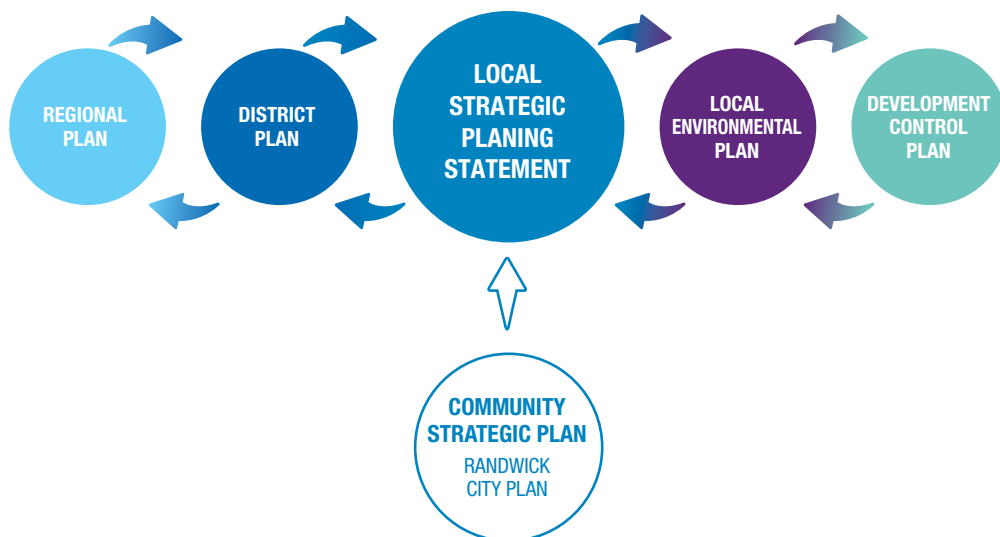 REGIONAL
PLAN
DISTRICT
PLAN
LOCAL
STRATEGIC
PLANING
STATEMENT
LOCAL
ENVIRONMENTAL
PLAN
DEVELOPMENT
CONTROL
PLAN
COMMUNITY
STRATEGIC PLAN
RANDWICK
CITY PLAN